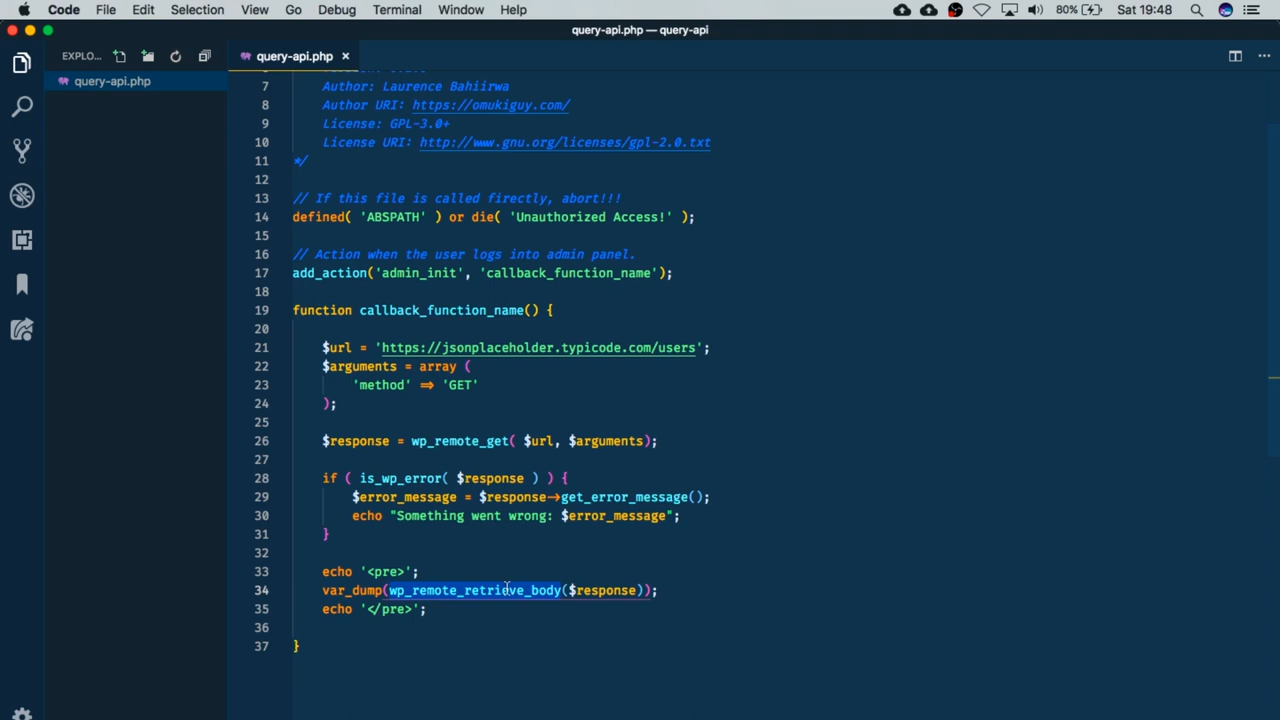 Code File Edit Selection View Go Debug Terminal Window Help 80% Sat 19:48
query-api.php — query-api
EXPLO...
query-api.php
query-api.php
7 Author: Laurence Bahiirwa
8 Author URI: https://omukiguy.com/
9 License: GPL-3.0+
10 License URI: http://www.gnu.org/licenses/gpl-2.0.txt
11 */
12
13 // If this file is called firectly, abort!!!
14 defined( 'ABSPATH' ) or die( 'Unauthorized Access!' );
15
16 // Action when the user logs into admin panel.
17 add_action('admin_init', 'callback_function_name');
18
19 function callback_function_name() {
20
21 $url = 'https://jsonplaceholder.typicode.com/users';
22 $arguments = array (
23 'method' => 'GET'
24 );
25
26 $response = wp_remote_get( $url, $arguments);
27
28 if ( is_wp_error( $response ) ) {
29 $error_message = $response->get_error_message();
30 echo "Something went wrong: $error_message";
31 }
32
33 echo '<pre>';
34 var_dump(wp_remote_retrieve_body($response));
35 echo '</pre>';
36
37 }